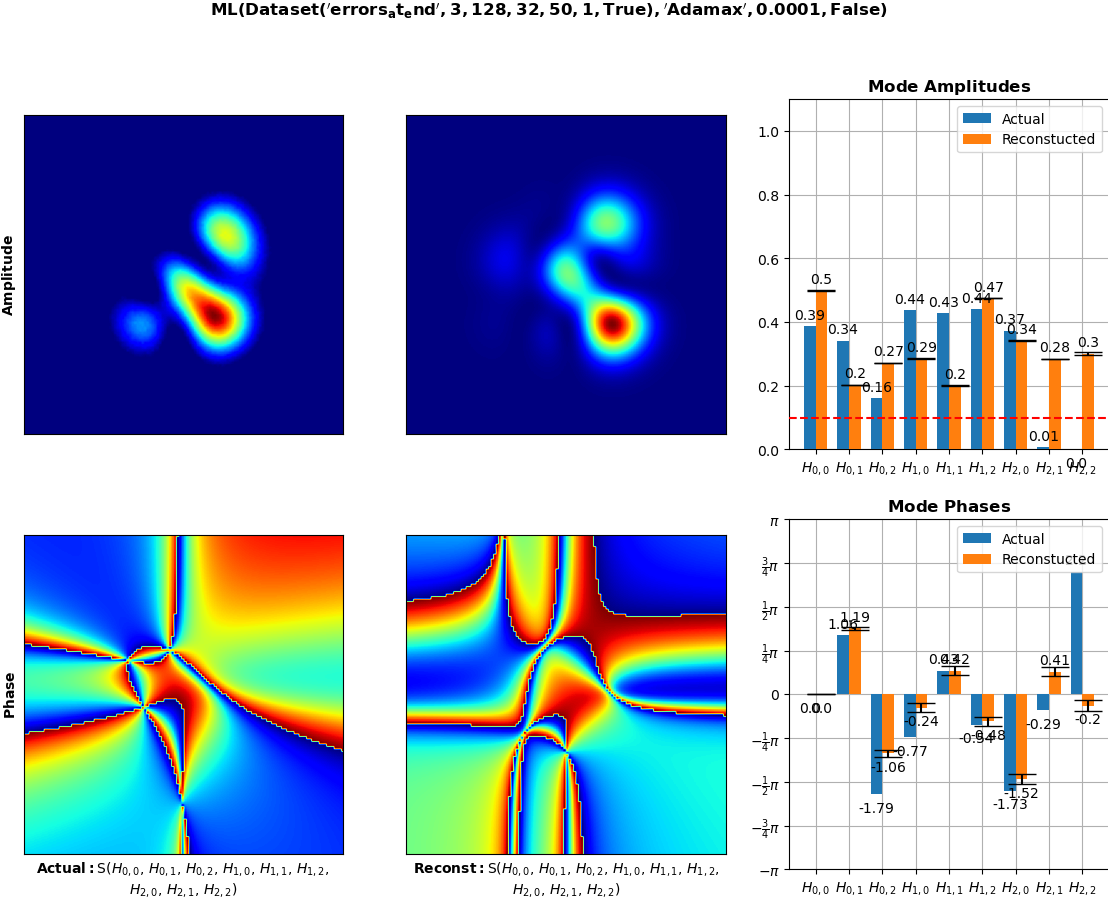 ML(Dataset('errors_at_end', 3, 128, 32, 50, 1, True), 'Adamax', 0.0001, False)
Amplitude
Mode Amplitudes
Actual
Reconstucted
1.0
0.8
0.6
0.4
0.2
0.0
0.39
0.5
0.34
0.2
0.16
0.27
0.44
0.29
0.43
0.2
0.44
0.47
0.37
0.34
0.01
0.28
0.0
0.3
H0,0 H0,1 H0,2 H1,0 H1,1 H1,2 H2,0 H2,1 H2,2
Phase
Mode Phases
Actual
Reconstucted
π
3/4π
1/2π
1/4π
0
−1/4π
−1/2π
−3/4π
−π
0.0
0.0
1.06
1.19
-1.79
-1.06
-0.77
-0.24
0.43
0.42
-0.54
-0.48
-1.73
-1.52
-0.29
0.41
-0.2
H0,0 H0,1 H0,2 H1,0 H1,1 H1,2 H2,0 H2,1 H2,2
Actual: S(H0,0, H0,1, H0,2, H1,0, H1,1, H1,2,
H2,0, H2,1, H2,2)
Reconst: S(H0,0, H0,1, H0,2, H1,0, H1,1, H1,2,
H2,0, H2,1, H2,2)